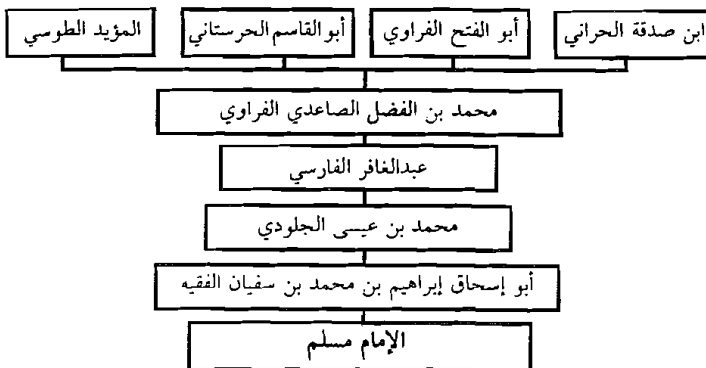 ابن صدقة الحراني
أبو الفتح الفراوي
أبو القاسم الحرستاني
المؤيد الطوسي
محمد بن الفضل الصاعدي الفراوي
عبدالغافر الفارسي
محمد بن عيسى الجلودي
أبو إسحاق إبراهيم بن محمد بن سفيان الفقيه
الإمام مسلم